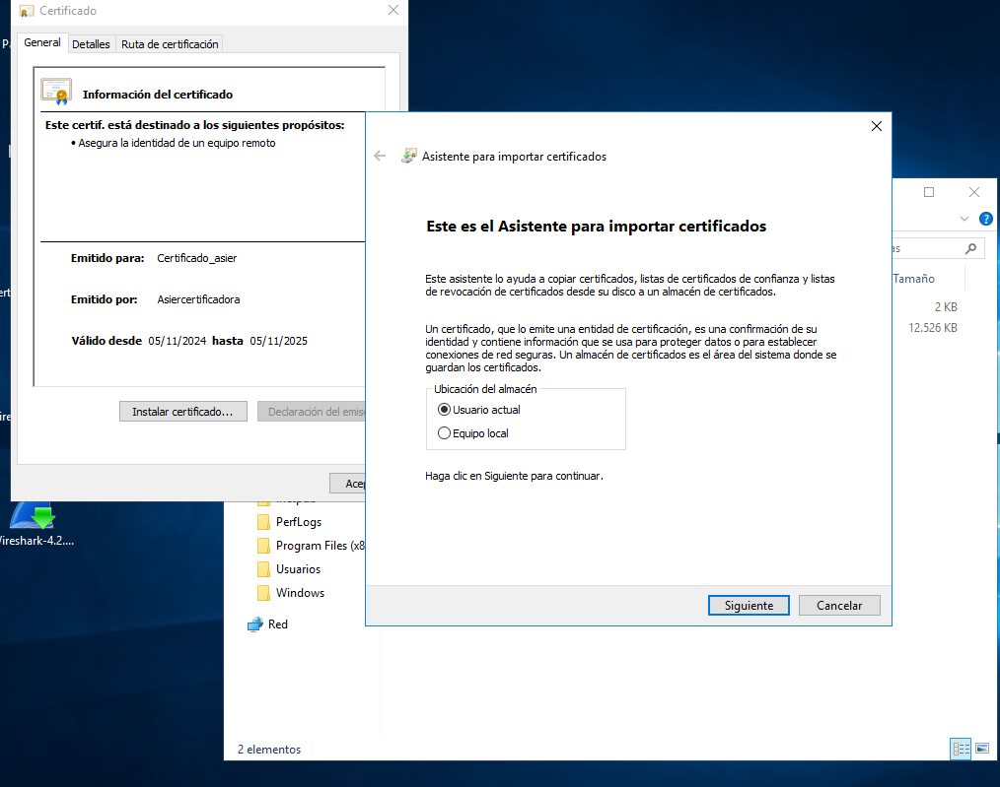 Certificado
General
Detalles
Ruta de certificación
Información del certificado
Este certif. está destinado a los siguientes propósitos:
• Asegura la identidad de un equipo remoto
Emitido para: Certificado_asier
Emitido por: Asiercertificadora
Válido desde 05/11/2024 hasta 05/11/2025
Instalar certificado...
Declaración del
Asistente para importar certificados
Este es el Asistente para importar certificados
Este asistente lo ayuda a copiar certificados, listas de certificados de confianza y listas
de revocación de certificados desde su disco a un almacén de certificados.
Un certificado, que lo emite una entidad de certificación, es una confirmación de su
identidad y contiene información que se usa para proteger datos o para establecer
conexiones de red seguras. Un almacén de certificados es el área del sistema donde se
guardan los certificados.
Ubicación del almacén
Usuario actual
Equipo local
Haga clic en Siguiente para continuar.
Siguiente
Cancelar
Tamaño
2 KB
12.526 KB
PerfLogs
Program Files (x8
Usuarios
Windows
Red
2 elementos
ireshark-4.2....